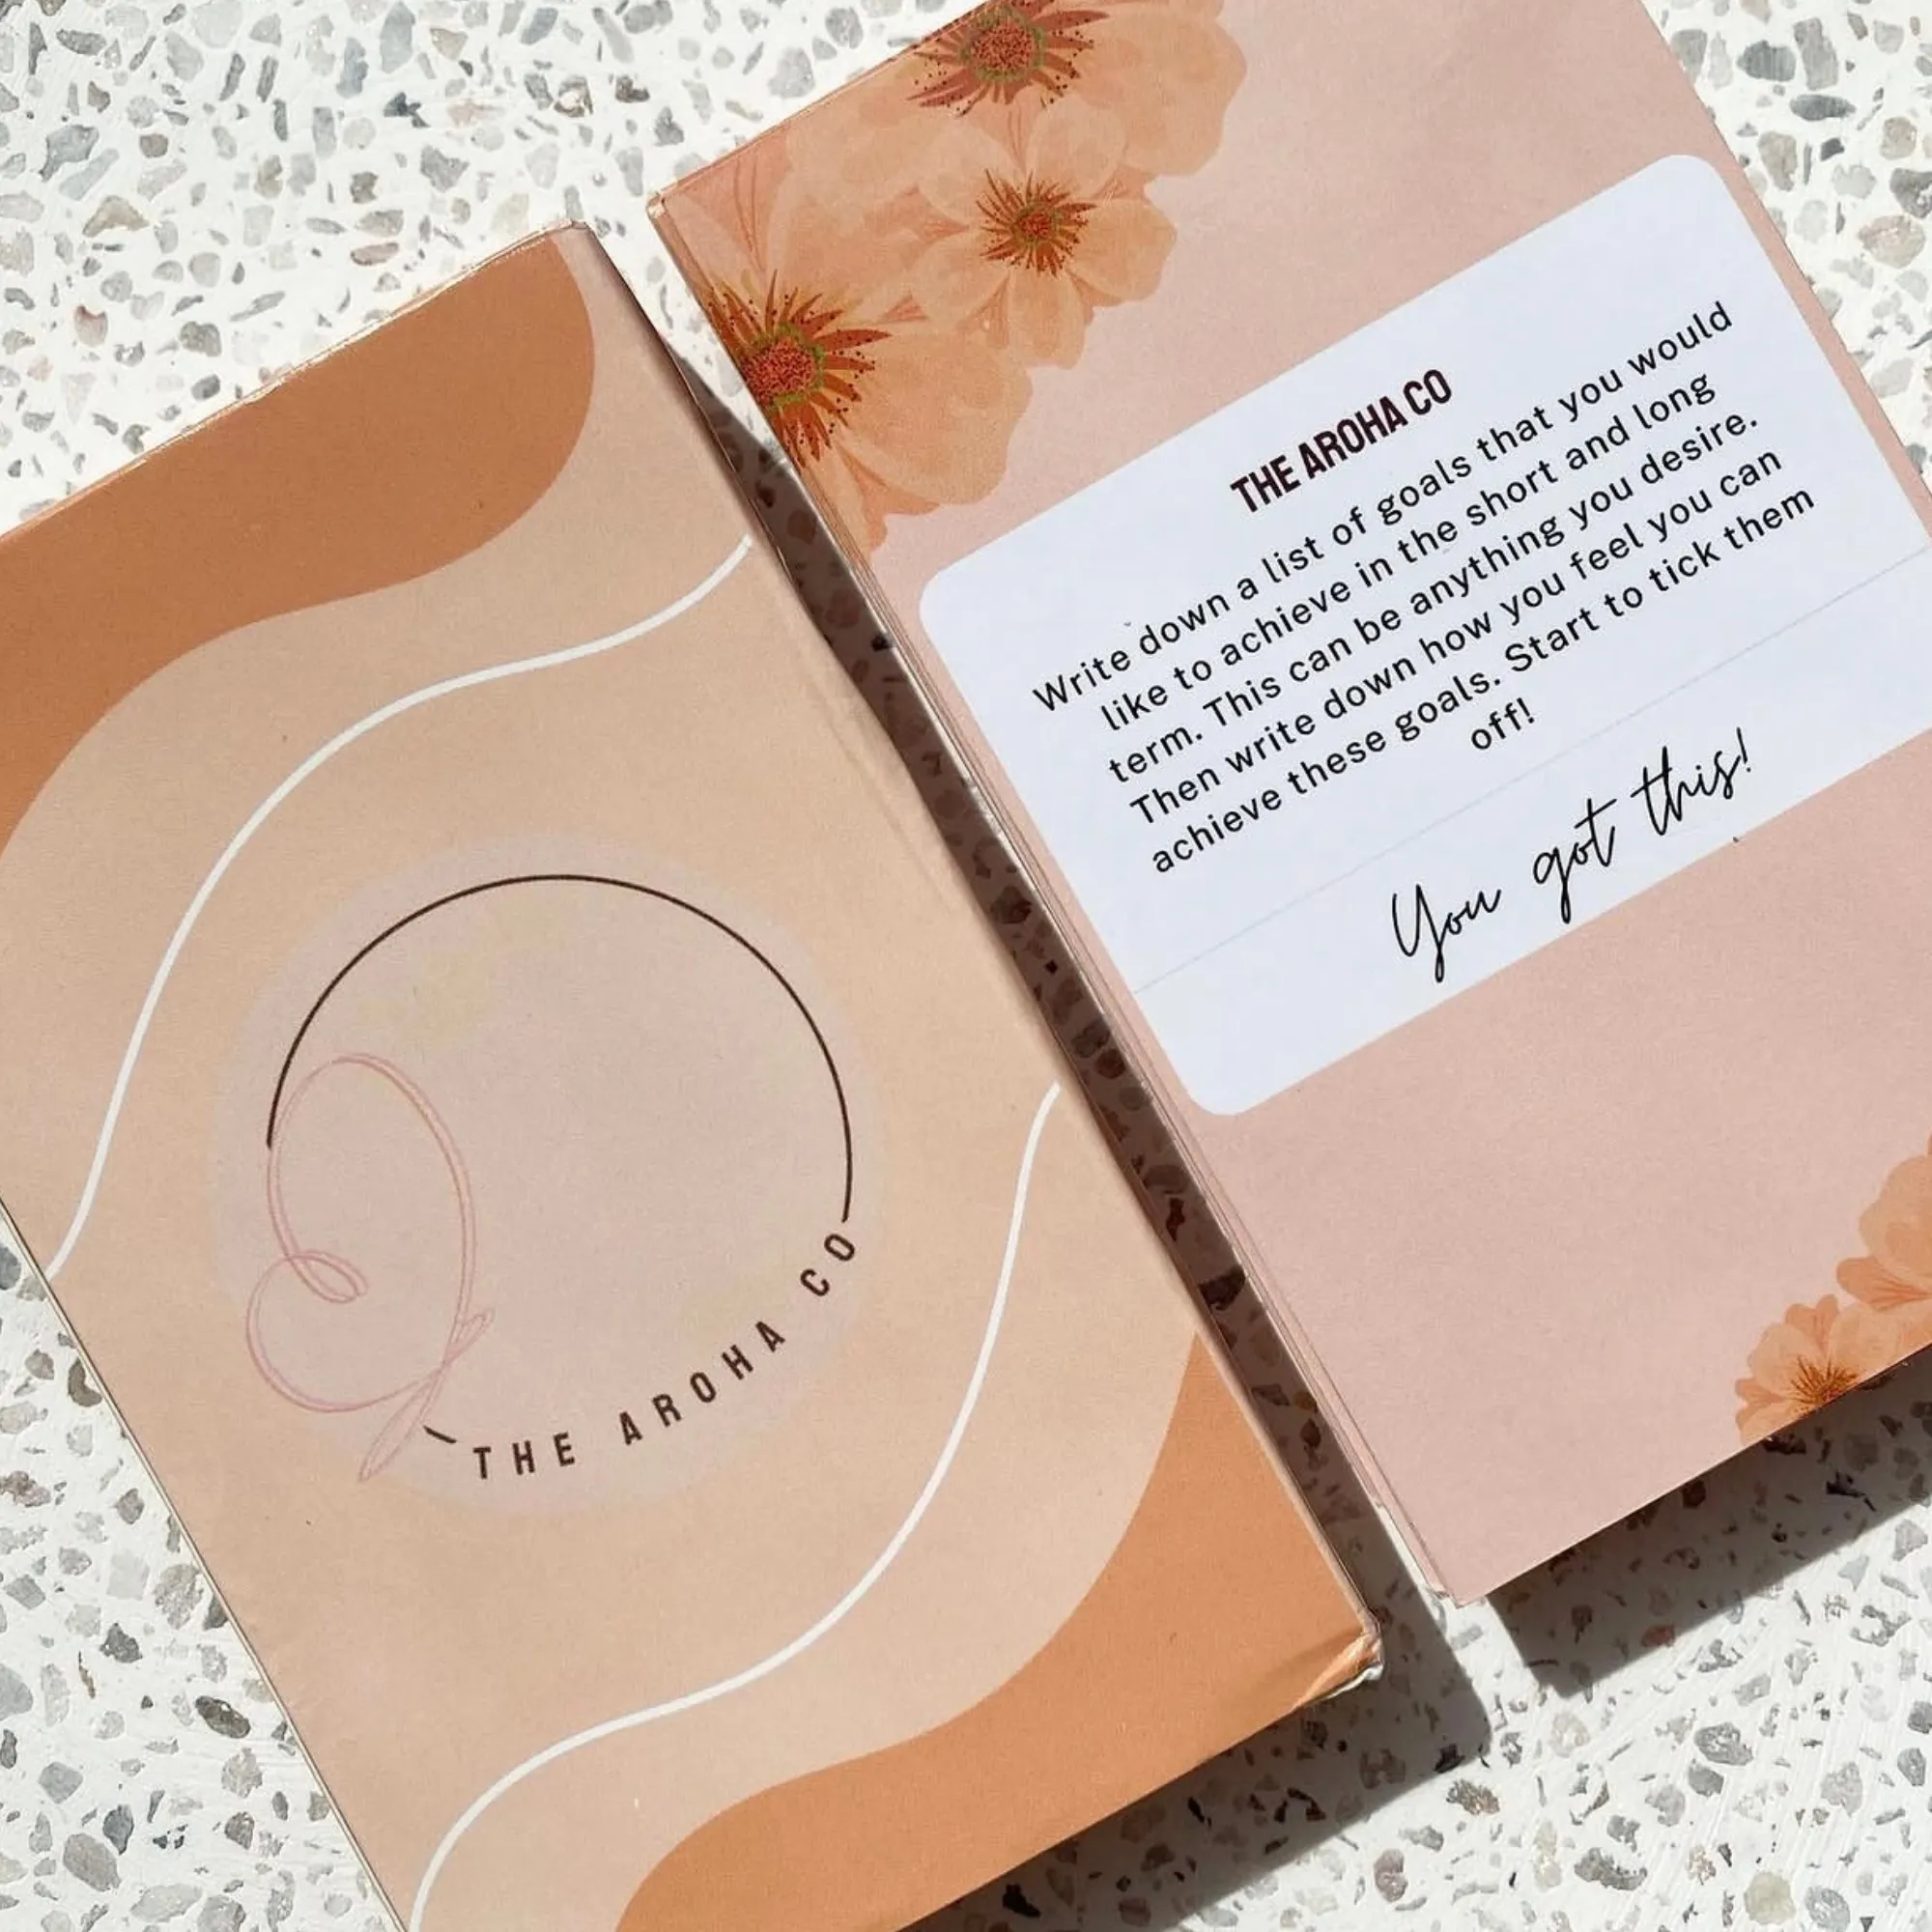 THE AROHA CO
THE AROHA CO
Write down a list of goals that you would
like to achieve in the short and long
term. This can be anything you desire.
Then write down how you feel you can
achieve these goals. Start to tick them
off!
You got this!